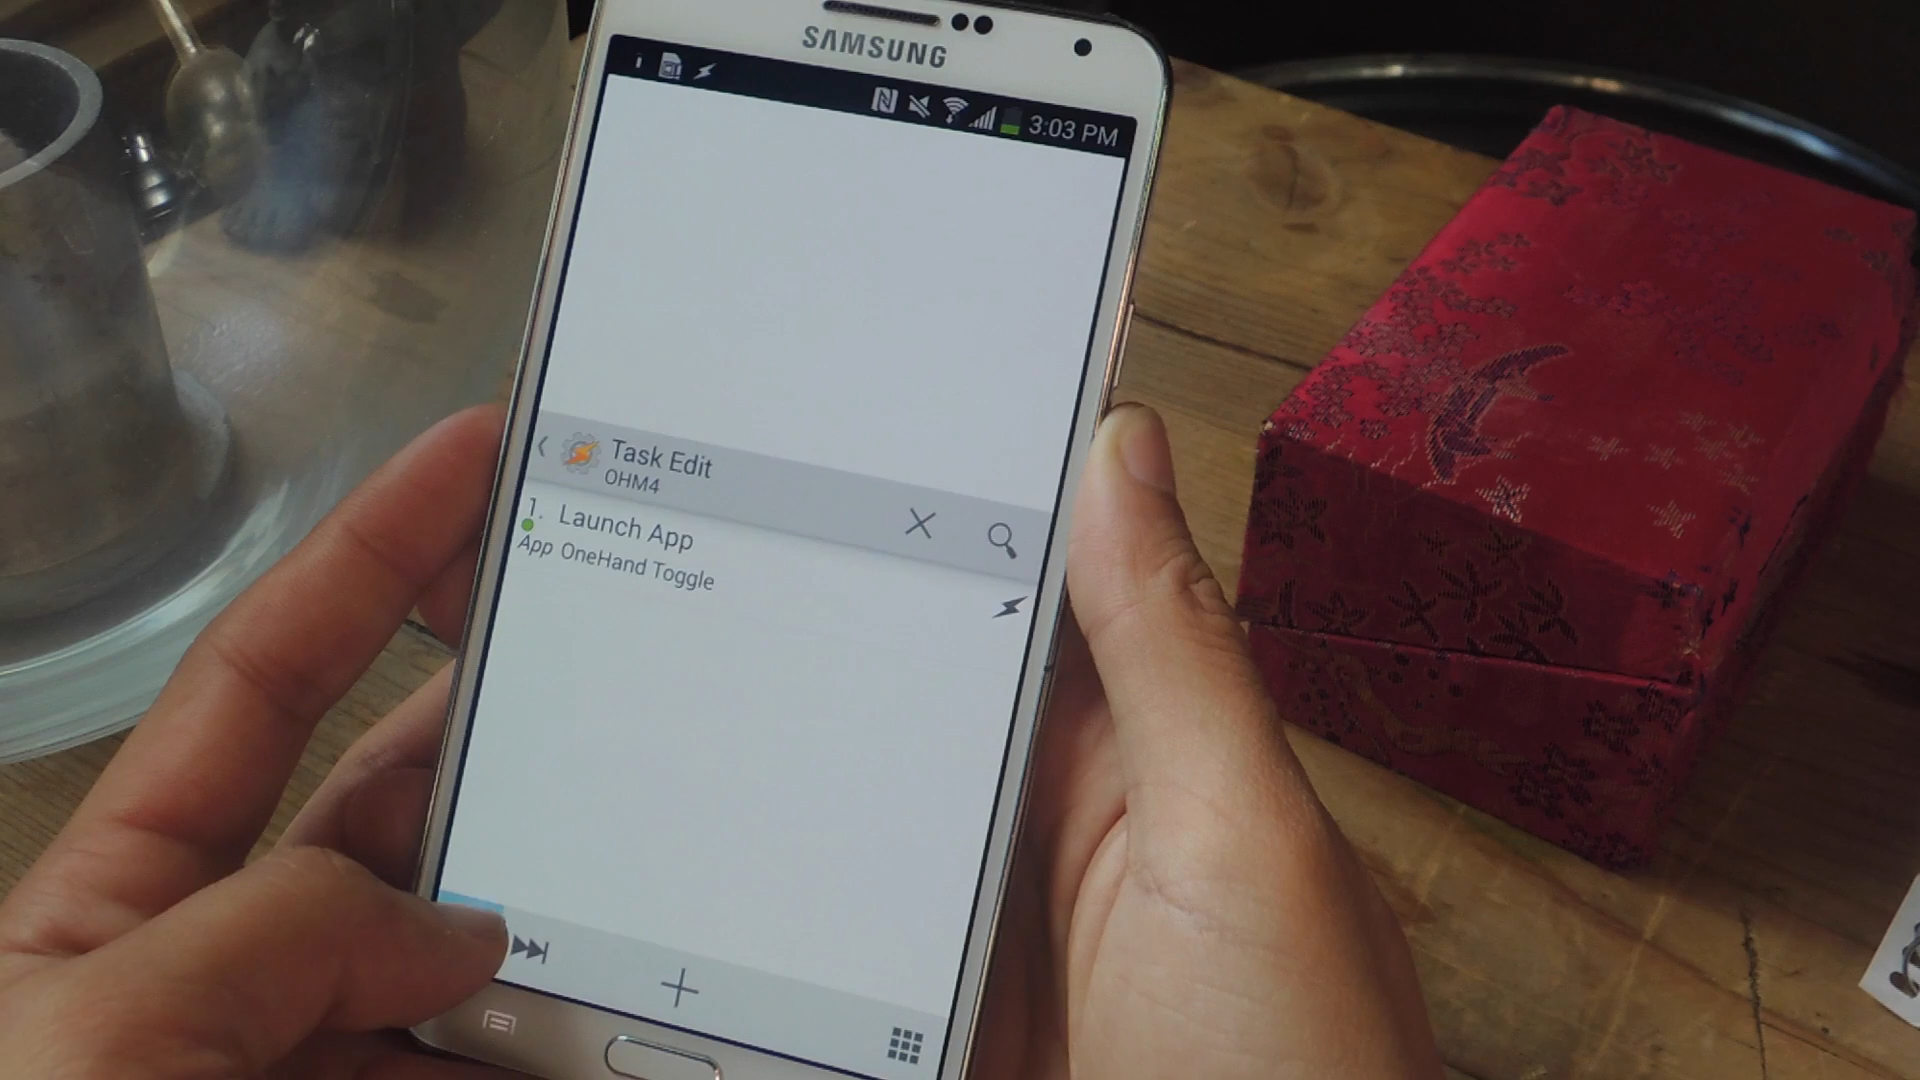 SAMSUNG
3:03 PM
Task Edit
OHM4
1. Launch App
App OneHand Toggle